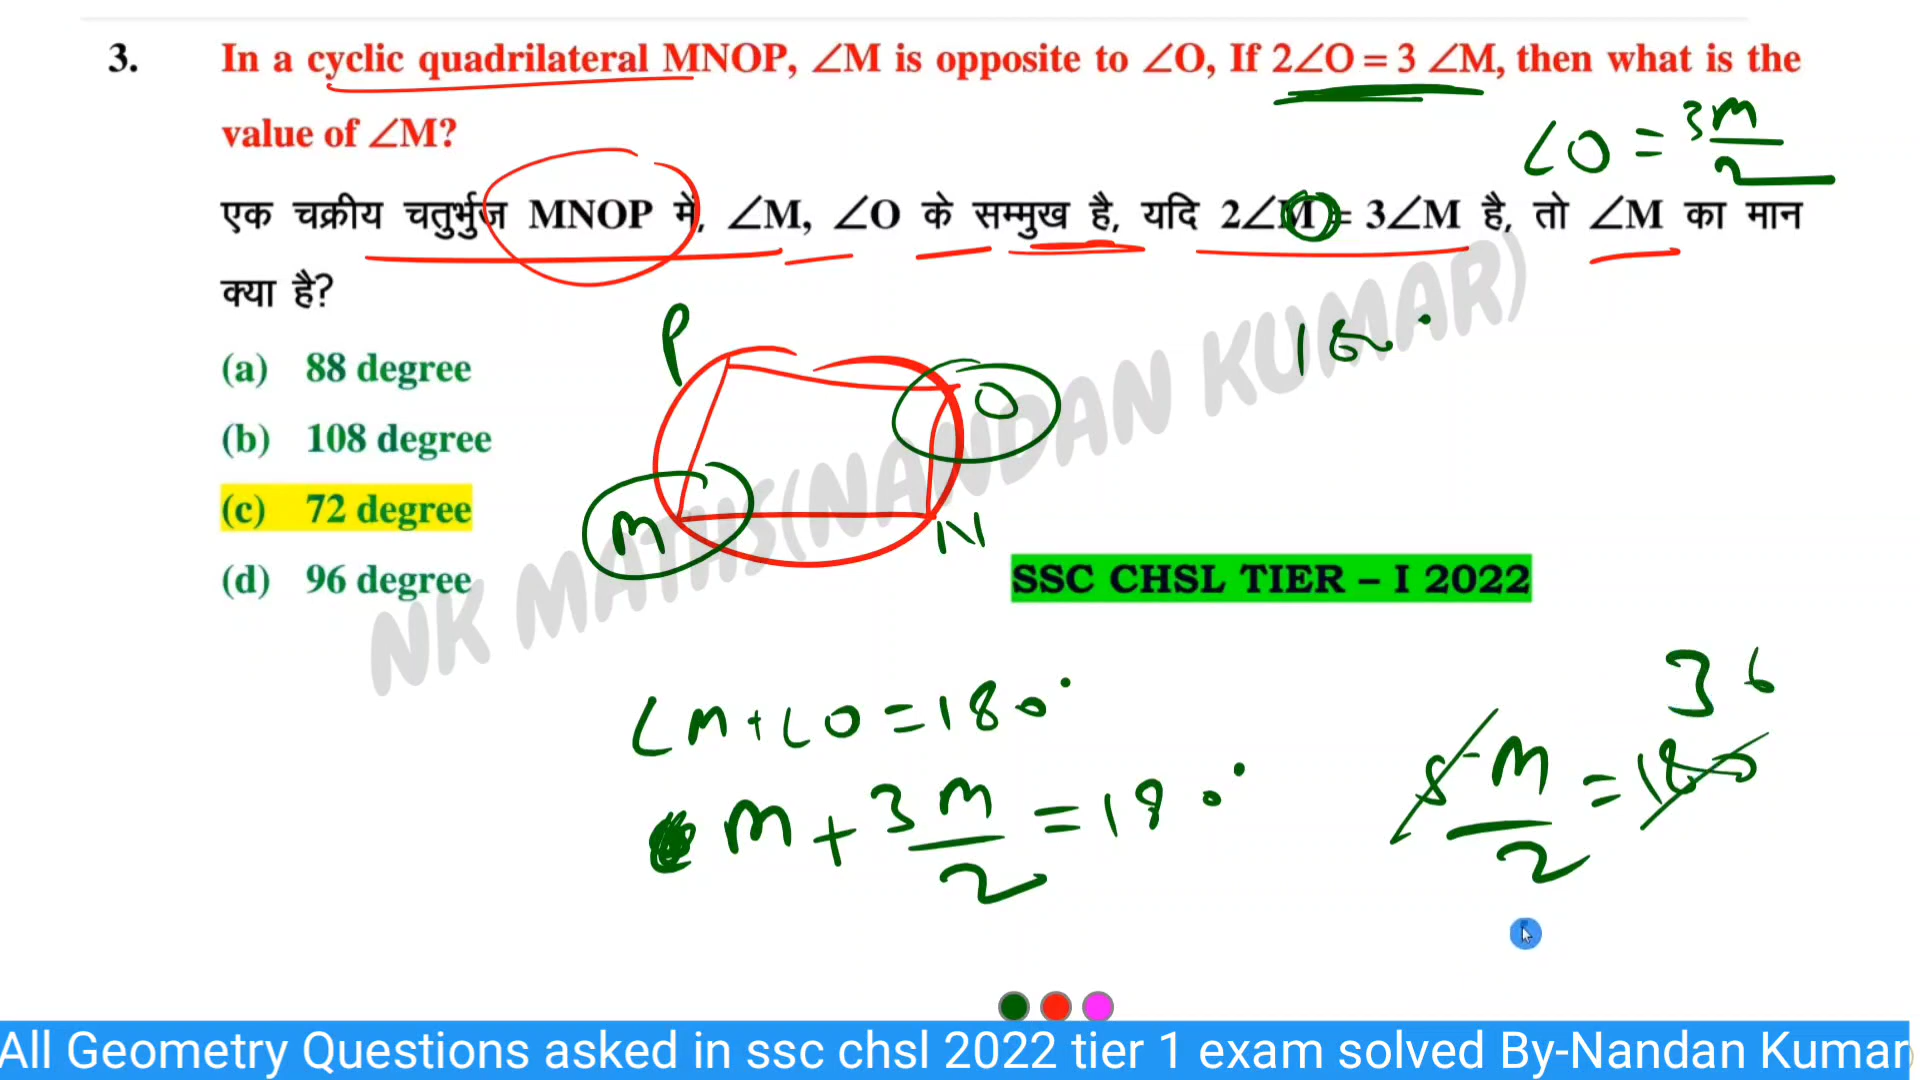 3. In a cyclic quadrilateral MNOP, ∠M is opposite to ∠O, If 2∠O = 3 ∠M, then what is the
value of ∠M?
∠O = 3m/2
एक चक्रीय चतुर्भुज MNOP में, ∠M, ∠O के सम्मुख है, यदि 2∠M = 3∠M है, तो ∠M का मान
क्या है?
(a) 88 degree
(b) 108 degree
(c) 72 degree
(d) 96 degree
P
O
M
N
NK MATHS(NANDAN KUMAR)
SSC CHSL TIER – I 2022
∠M + ∠O = 180°
m + 3m/2 = 180°
36
5m/2 = 180
All Geometry Questions asked in ssc chsl 2022 tier 1 exam solved By-Nandan Kumar